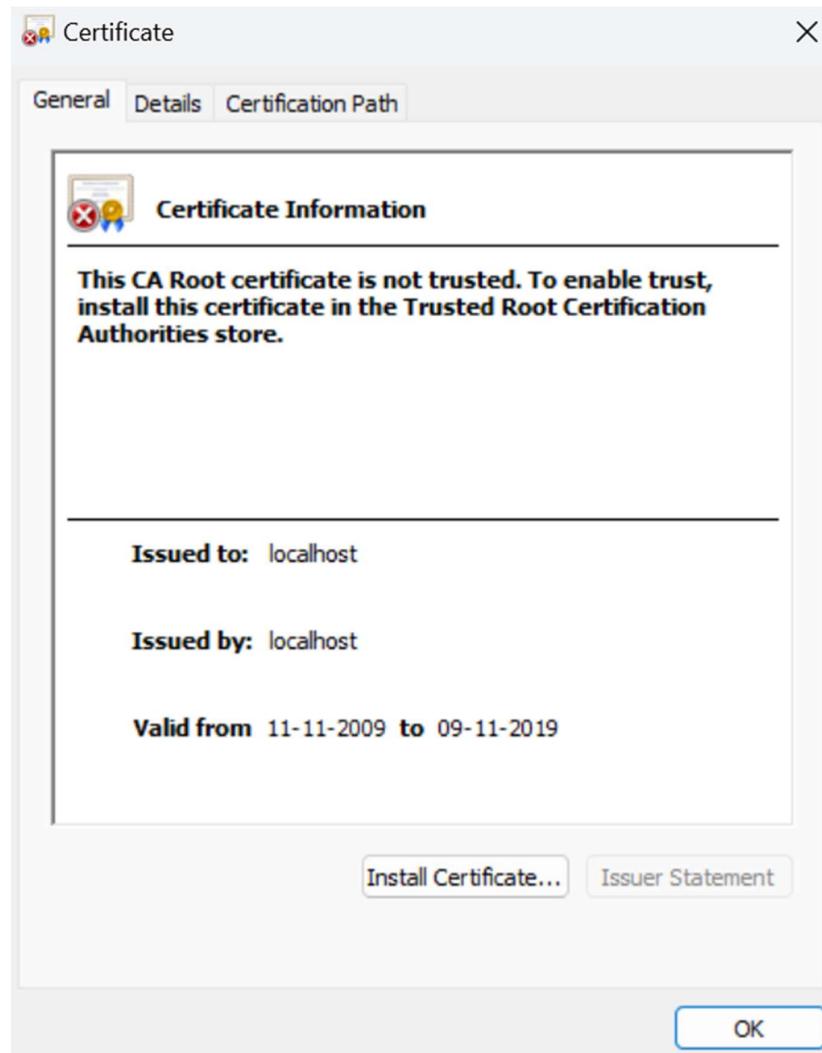 Certificate
General Details Certification Path
Certificate Information
This CA Root certificate is not trusted. To enable trust,
install this certificate in the Trusted Root Certification
Authorities store.
Issued to: localhost
Issued by: localhost
Valid from 11-11-2009 to 09-11-2019
Install Certificate... Issuer Statement
OK